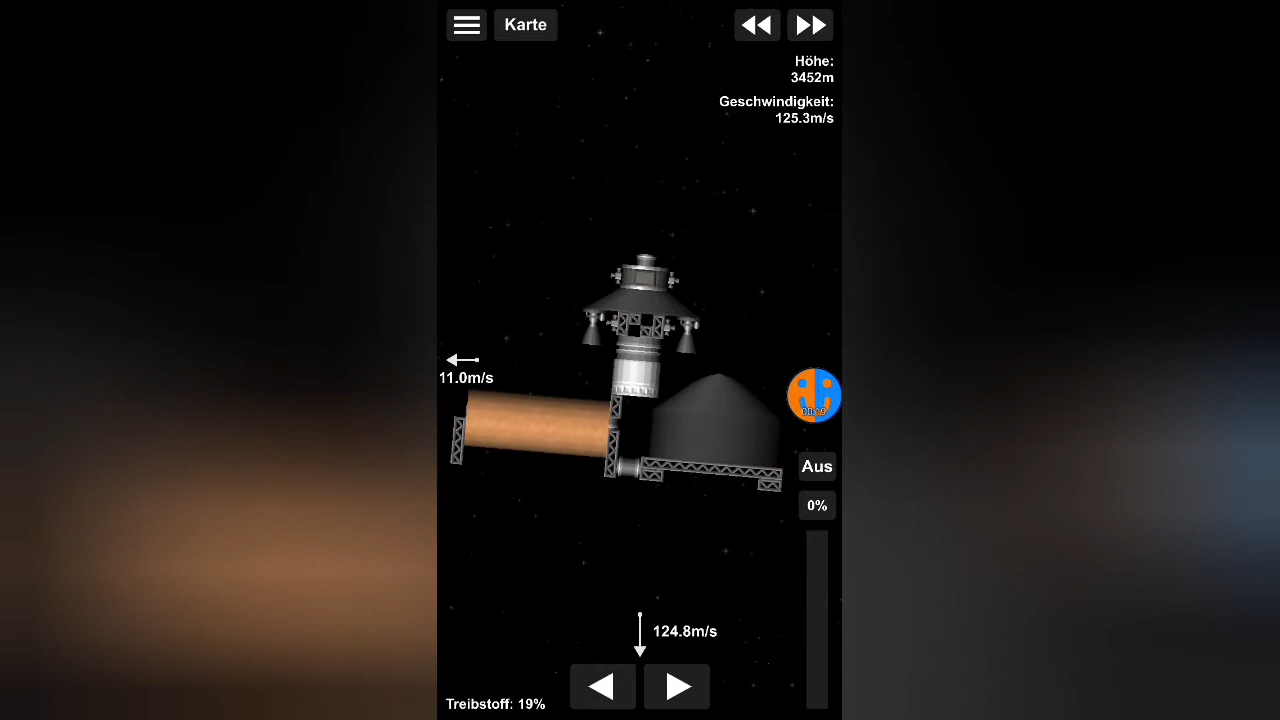 Karte
Höhe:
3452m
Geschwindigkeit:
125.3m/s
11.0m/s
Aus
0%
124.8m/s
Treibstoff: 19%